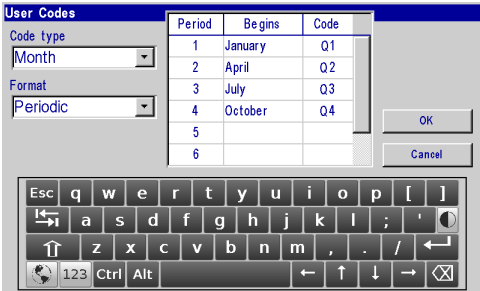 User Codes
Code type
Month
Format
Periodic
Period Begins Code
1 January Q1
2 April Q2
3 July Q3
4 October Q4
5
6
OK
Cancel
Esc q w e r t y u i o p [ ]
a s d f g h j k l ; '
z x c v b n m , . /
123 Ctrl Alt ← ↑ ↓ →